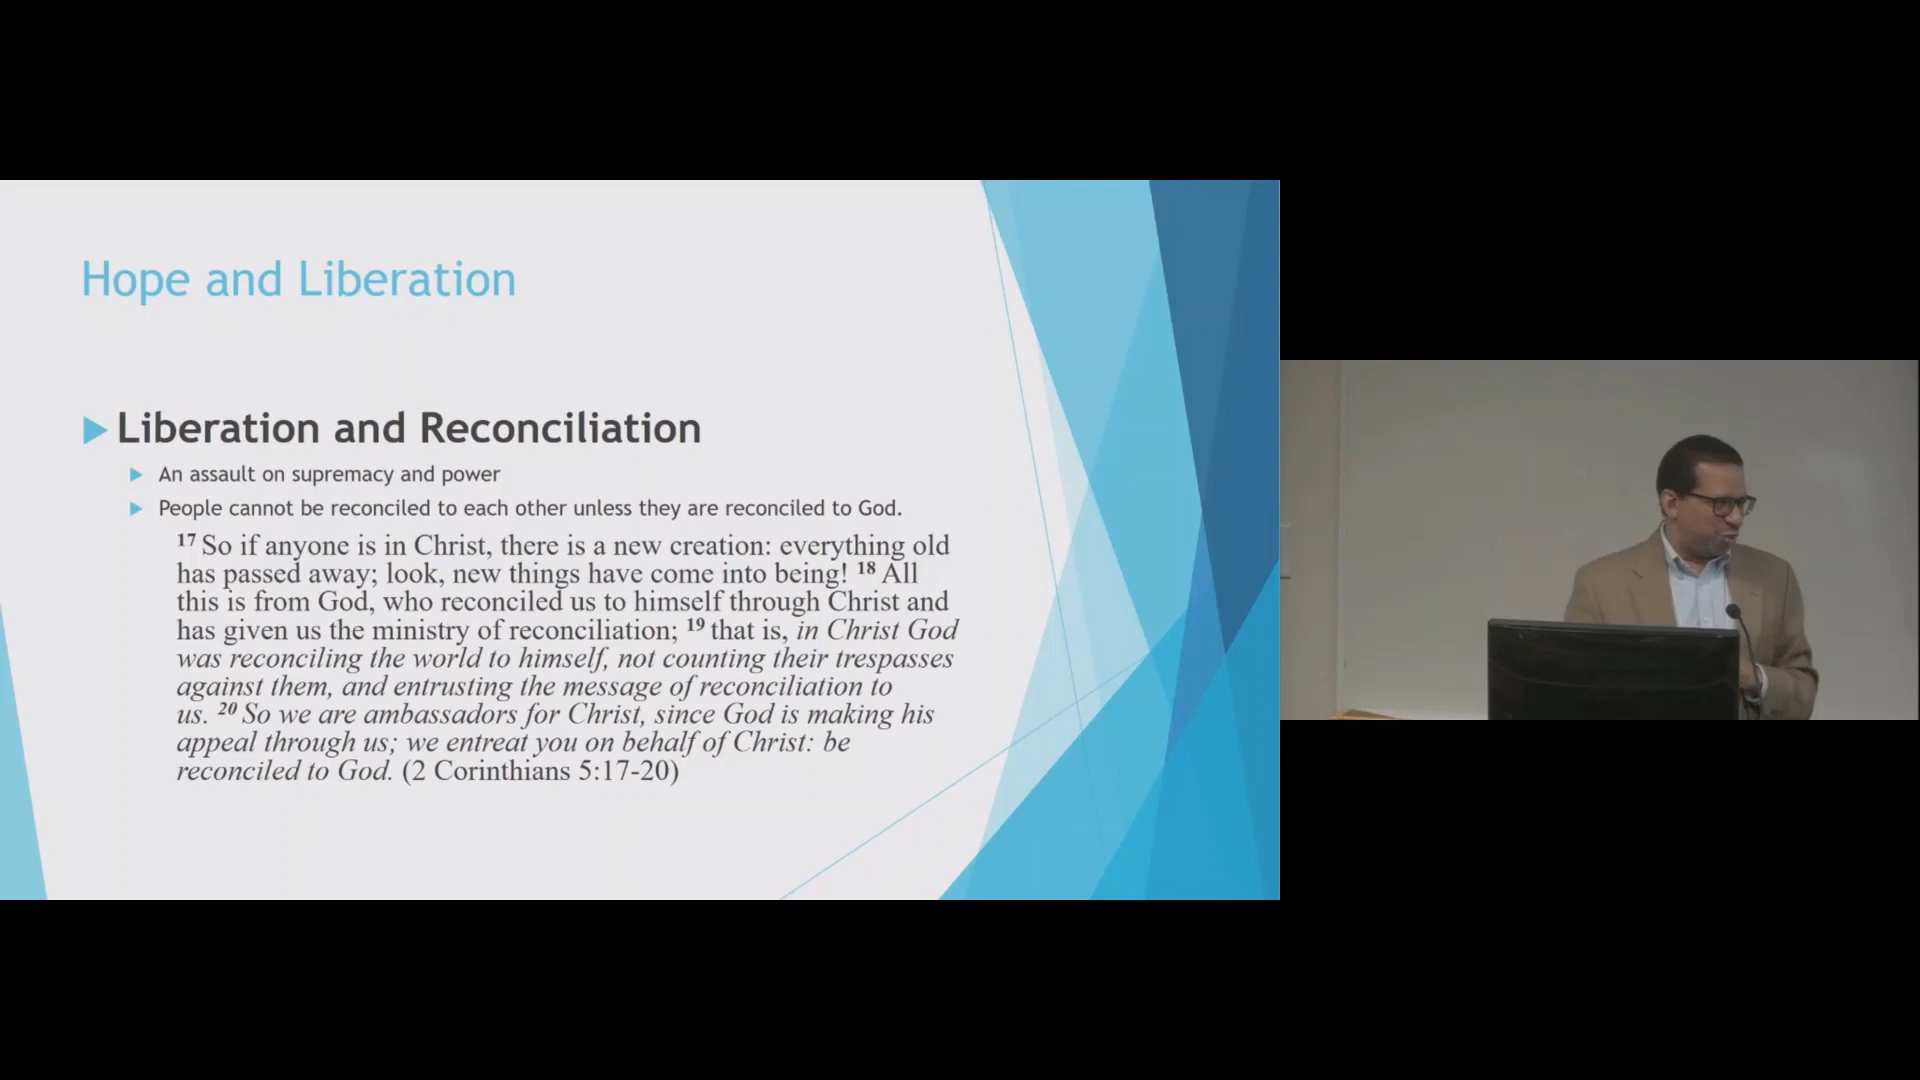 Hope and Liberation
Liberation and Reconciliation
An assault on supremacy and power
People cannot be reconciled to each other unless they are reconciled to God.
17 So if anyone is in Christ, there is a new creation: everything old
has passed away; look, new things have come into being! 18 All
this is from God, who reconciled us to himself through Christ and
has given us the ministry of reconciliation; 19 that is, in Christ God
was reconciling the world to himself, not counting their trespasses
against them, and entrusting the message of reconciliation to
us. 20 So we are ambassadors for Christ, since God is making his
appeal through us; we entreat you on behalf of Christ: be
reconciled to God. (2 Corinthians 5:17-20)